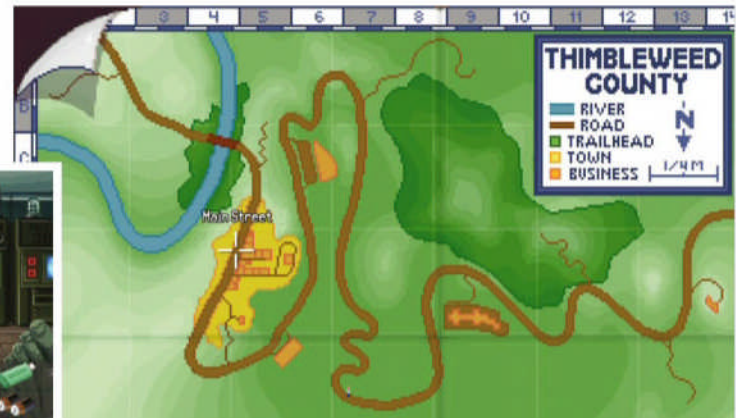 3 4 5 6 7 8 9 10 11 12 13 14
B
C
THIMBLEWEED
COUNTY
RIVER
ROAD
TRAILHEAD
TOWN
BUSINESS
N
1/4 M
Main Street